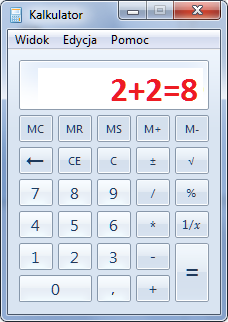 Kalkulator
Widok Edycja Pomoc
2+2=8
MC MR MS M+ M-
← CE C ± √
7 8 9 / %
4 5 6 * 1/x
1 2 3 - =
0 , +